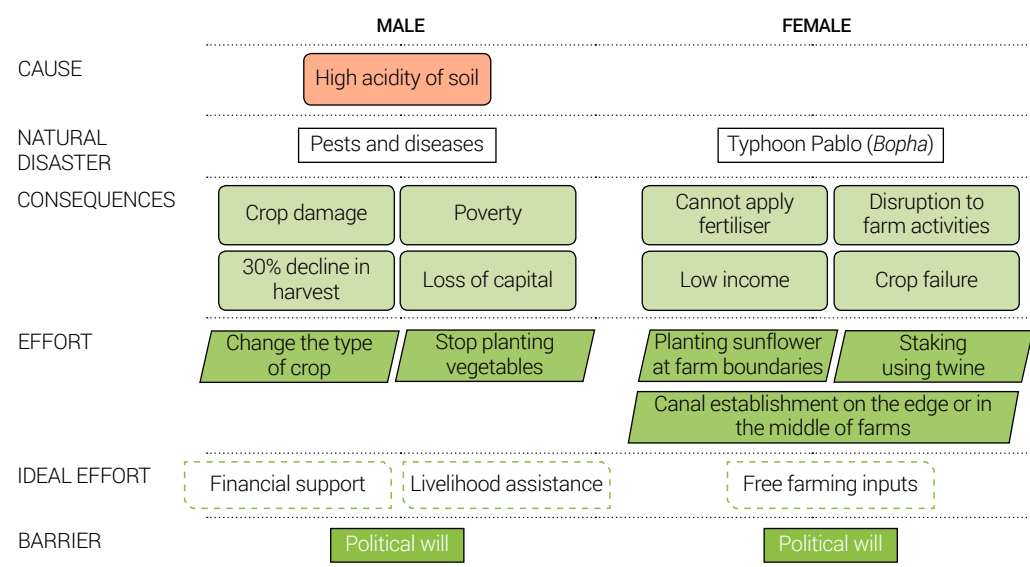 MALE
FEMALE
CAUSE
High acidity of soil
NATURAL
DISASTER
Pests and diseases
Typhoon Pablo (Bopha)
CONSEQUENCES
Crop damage
Poverty
Cannot apply
fertiliser
Disruption to
farm activities
30% decline in
harvest
Loss of capital
Low income
Crop failure
EFFORT
Change the type
of crop
Stop planting
vegetables
Planting sunflower
at farm boundaries
Staking
using twine
Canal establishment on the edge or in
the middle of farms
IDEAL EFFORT
Financial support
Livelihood assistance
Free farming inputs
BARRIER
Political will
Political will